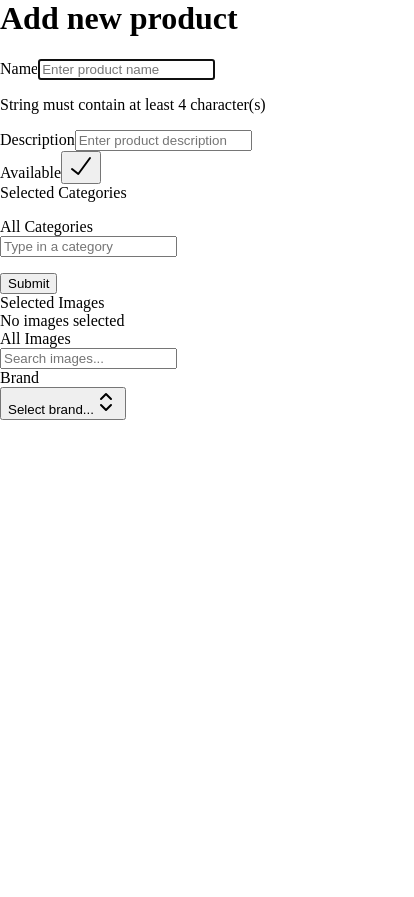 Add new product
Name Enter product name
String must contain at least 4 character(s)
Description Enter product description
Available
Selected Categories
All Categories
Type in a category
Submit
Selected Images
No images selected
All Images
Search images...
Brand
Select brand...